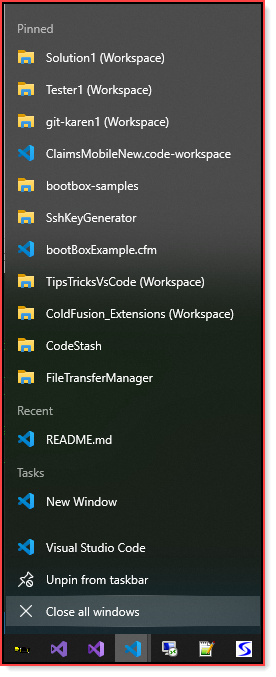 Pinned
Solution1 (Workspace)
Tester1 (Workspace)
git-karen1 (Workspace)
ClaimsMobileNew.code-workspace
bootbox-samples
SshKeyGenerator
bootBoxExample.cfm
TipsTricksVsCode (Workspace)
ColdFusion_Extensions (Workspace)
CodeStash
FileTransferManager
Recent
README.md
Tasks
New Window
Visual Studio Code
Unpin from taskbar
Close all windows